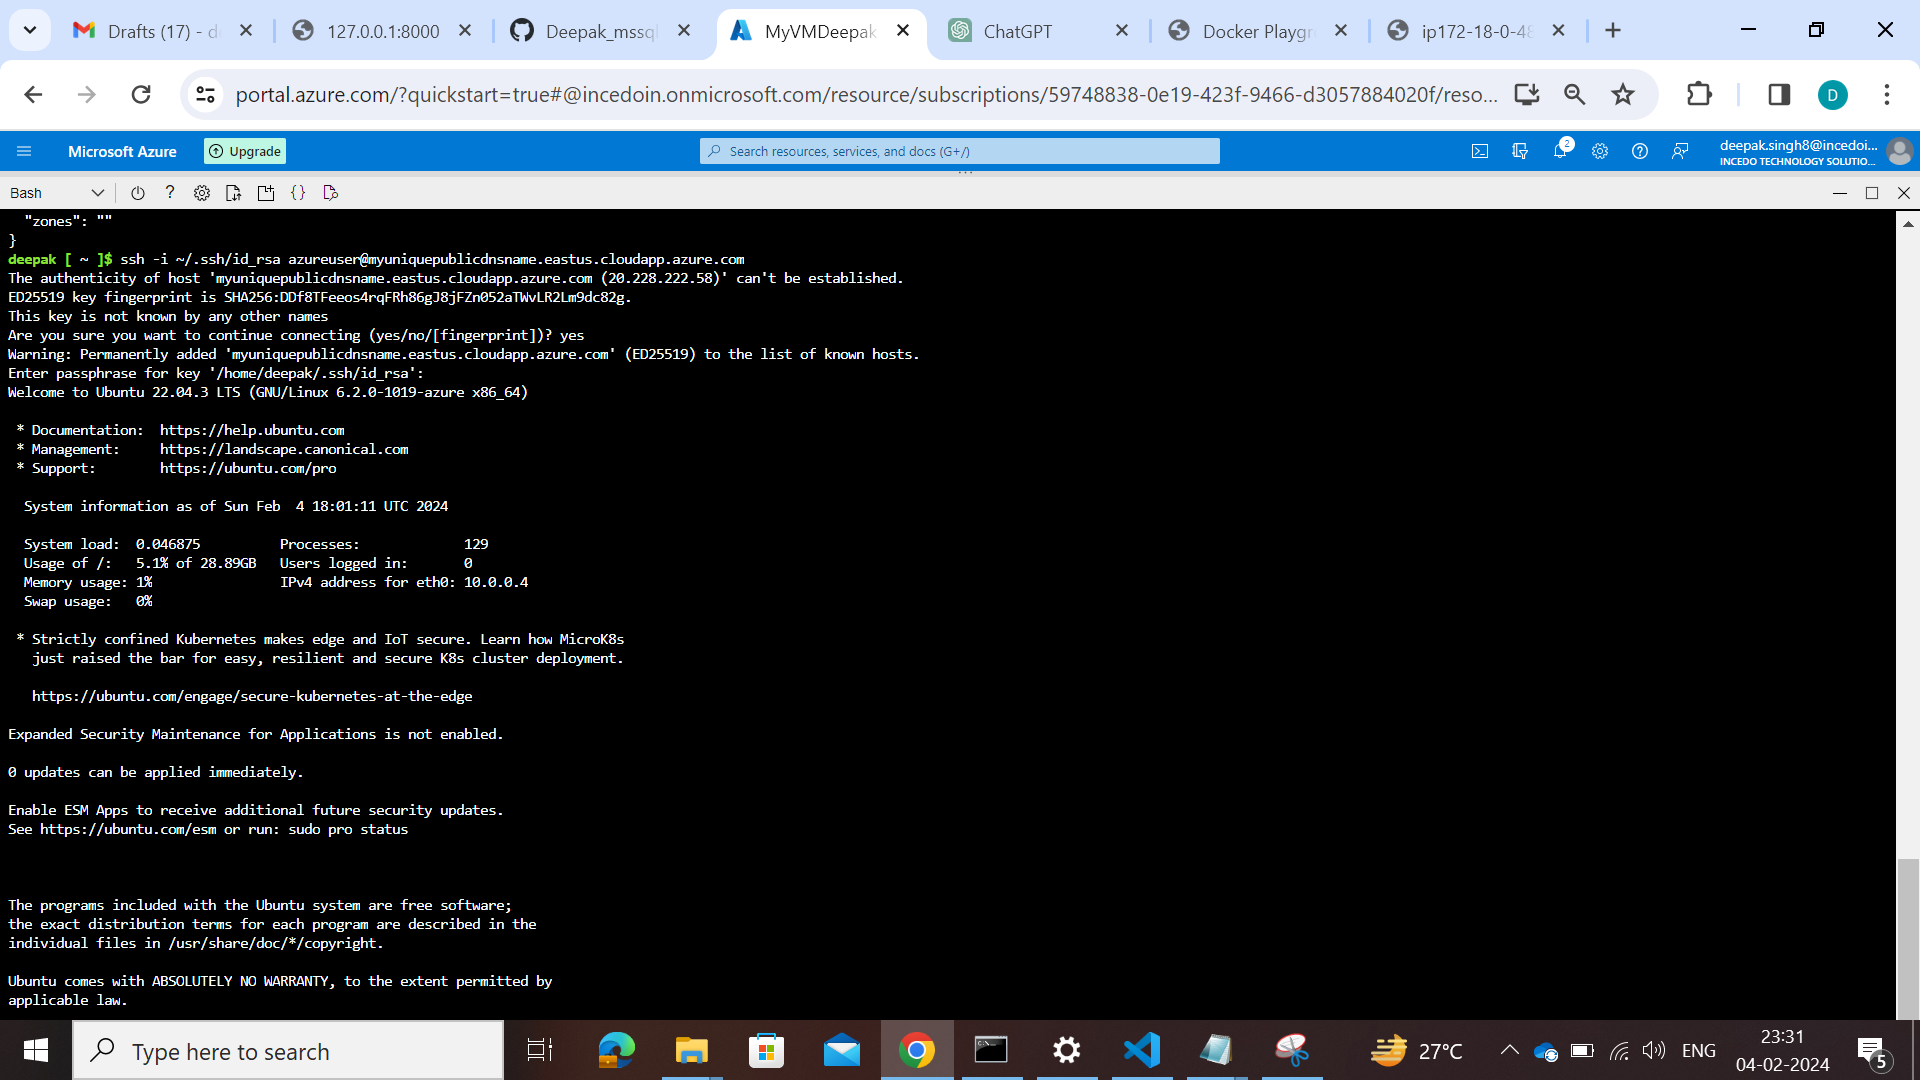 Drafts (17) - d
127.0.0.1:8000
Deepak_mssql
MyVMDeepak
ChatGPT
Docker Playgr
ip172-18-0-48
portal.azure.com/?quickstart=true#@incedoin.onmicrosoft.com/resource/subscriptions/59748838-0e19-423f-9466-d3057884020f/reso...
D
Microsoft Azure
Upgrade
Search resources, services, and docs (G+/)
2
deepak.singh8@incedoi...
INCEDO TECHNOLOGY SOLUTIO...
Bash
"zones": ""
}
deepak [ ~ ]$ ssh -i ~/.ssh/id_rsa azureuser@myuniquepublicdnsname.eastus.cloudapp.azure.com
The authenticity of host 'myuniquepublicdnsname.eastus.cloudapp.azure.com (20.228.222.58)' can't be established.
ED25519 key fingerprint is SHA256:DDf8TFeeos4rqFRh86gJ8jFZn052aTWvLR2Lm9dc82g.
This key is not known by any other names
Are you sure you want to continue connecting (yes/no/[fingerprint])? yes
Warning: Permanently added 'myuniquepublicdnsname.eastus.cloudapp.azure.com' (ED25519) to the list of known hosts.
Enter passphrase for key '/home/deepak/.ssh/id_rsa':
Welcome to Ubuntu 22.04.3 LTS (GNU/Linux 6.2.0-1019-azure x86_64)
* Documentation:  https://help.ubuntu.com
* Management:     https://landscape.canonical.com
* Support:        https://ubuntu.com/pro
System information as of Sun Feb  4 18:01:11 UTC 2024
System load:  0.046875          Processes:             129
Usage of /:   5.1% of 28.89GB   Users logged in:       0
Memory usage: 1%                IPv4 address for eth0: 10.0.0.4
Swap usage:   0%
* Strictly confined Kubernetes makes edge and IoT secure. Learn how MicroK8s
just raised the bar for easy, resilient and secure K8s cluster deployment.
https://ubuntu.com/engage/secure-kubernetes-at-the-edge
Expanded Security Maintenance for Applications is not enabled.
0 updates can be applied immediately.
Enable ESM Apps to receive additional future security updates.
See https://ubuntu.com/esm or run: sudo pro status
The programs included with the Ubuntu system are free software;
the exact distribution terms for each program are described in the
individual files in /usr/share/doc/*/copyright.
Ubuntu comes with ABSOLUTELY NO WARRANTY, to the extent permitted by
applicable law.
Type here to search
27°C
ENG
23:31
04-02-2024
5